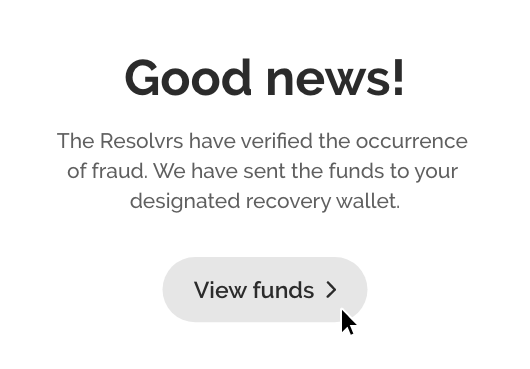 Good news!
The Resolvrs have verified the occurrence
of fraud. We have sent the funds to your
designated recovery wallet.
View funds